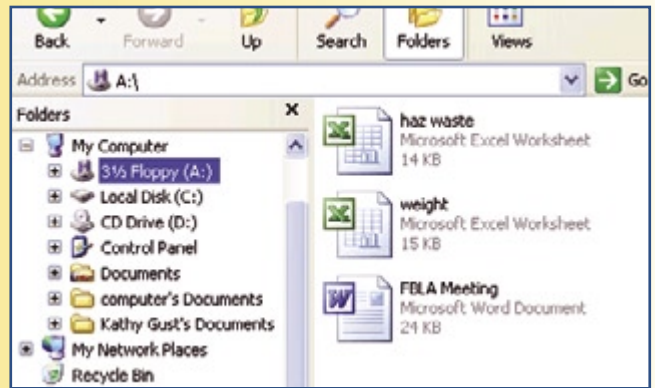 Back Forward Up Search Folders Views
Address A:\ Go
Folders x
My Computer
3½ Floppy (A:)
Local Disk (C:)
CD Drive (D:)
Control Panel
Documents
computer's Documents
Kathy Gust's Documents
My Network Places
Recycle Bin
haz waste
Microsoft Excel Worksheet
14 KB
weight
Microsoft Excel Worksheet
15 KB
FBLA Meeting
Microsoft Word Document
24 KB